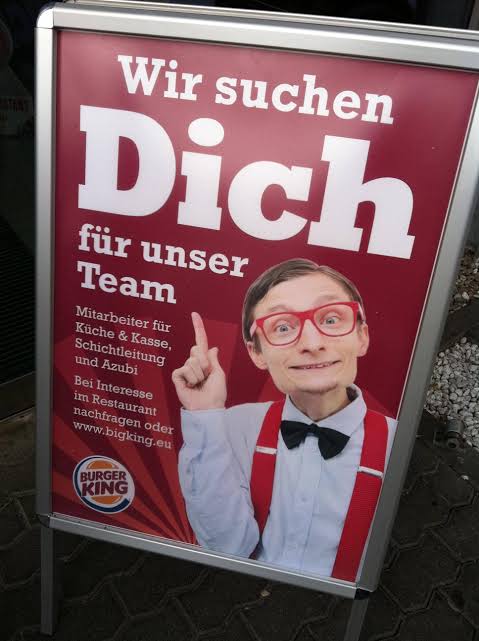 Wir suchen
Dich
für unser
Team
Mitarbeiter für
Küche & Kasse,
Schichtleitung
und Azubi
Bei Interesse
im Restaurant
nachfragen oder
www.bigking.eu
BURGER
KING